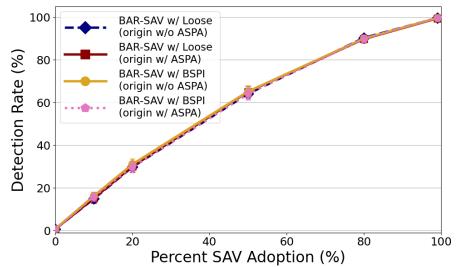 BAR-SAV w/ Loose
(origin w/o ASPA)
BAR-SAV w/ Loose
(origin w/ ASPA)
BAR-SAV w/ BSPI
(origin w/o ASPA)
BAR-SAV w/ BSPI
(origin w/ ASPA)
Detection Rate (%)
100
80
60
40
20
0
0
20
40
60
80
100
Percent SAV Adoption (%)